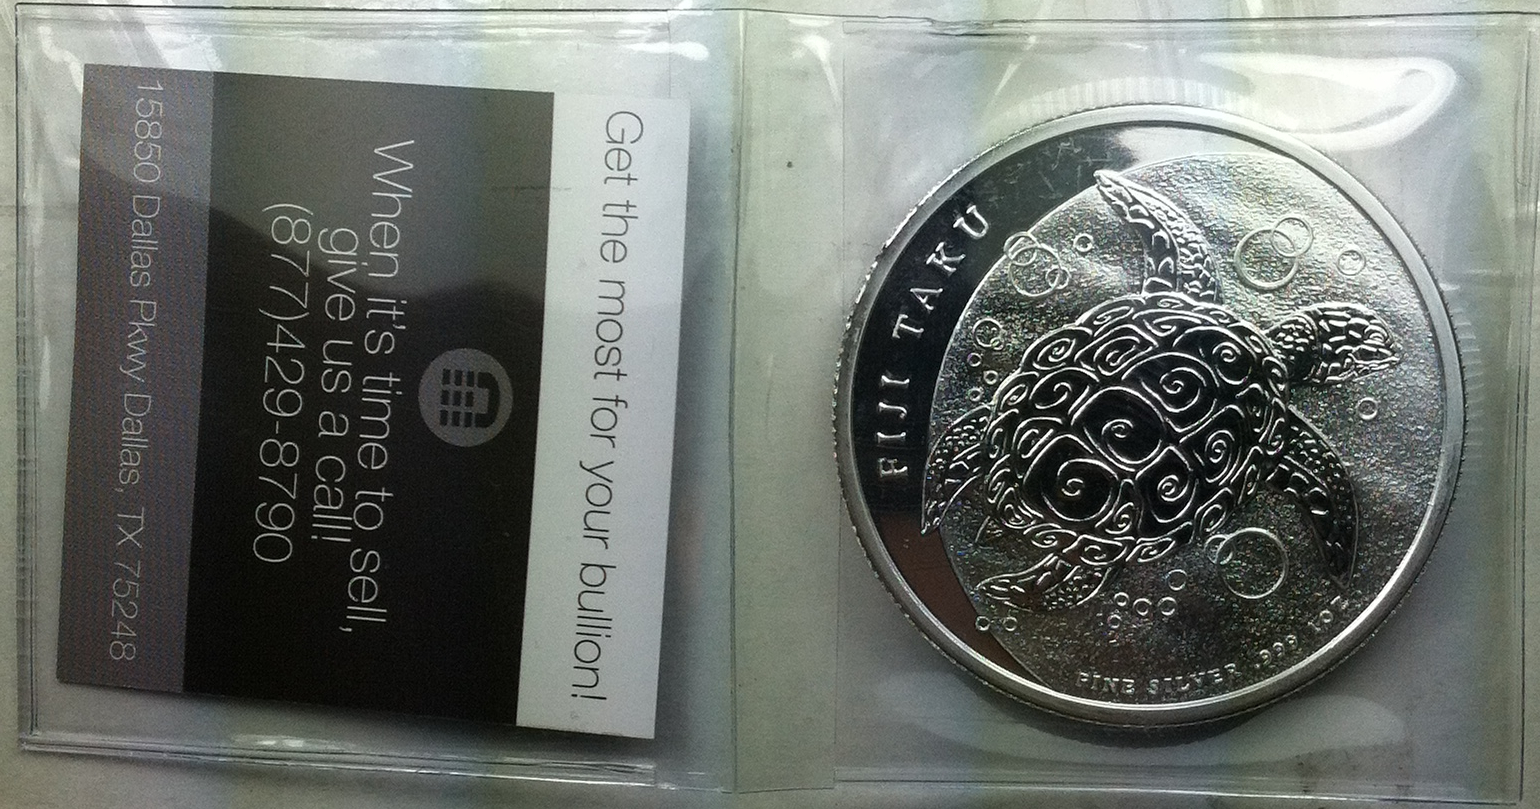 Get the most for your bullion!
When it's time to sell,
give us a call!
(877)429-8790
15850 Dallas Pkwy Dallas, TX 75248
FIJI TAKU
FINE SILVER .999 1OZ